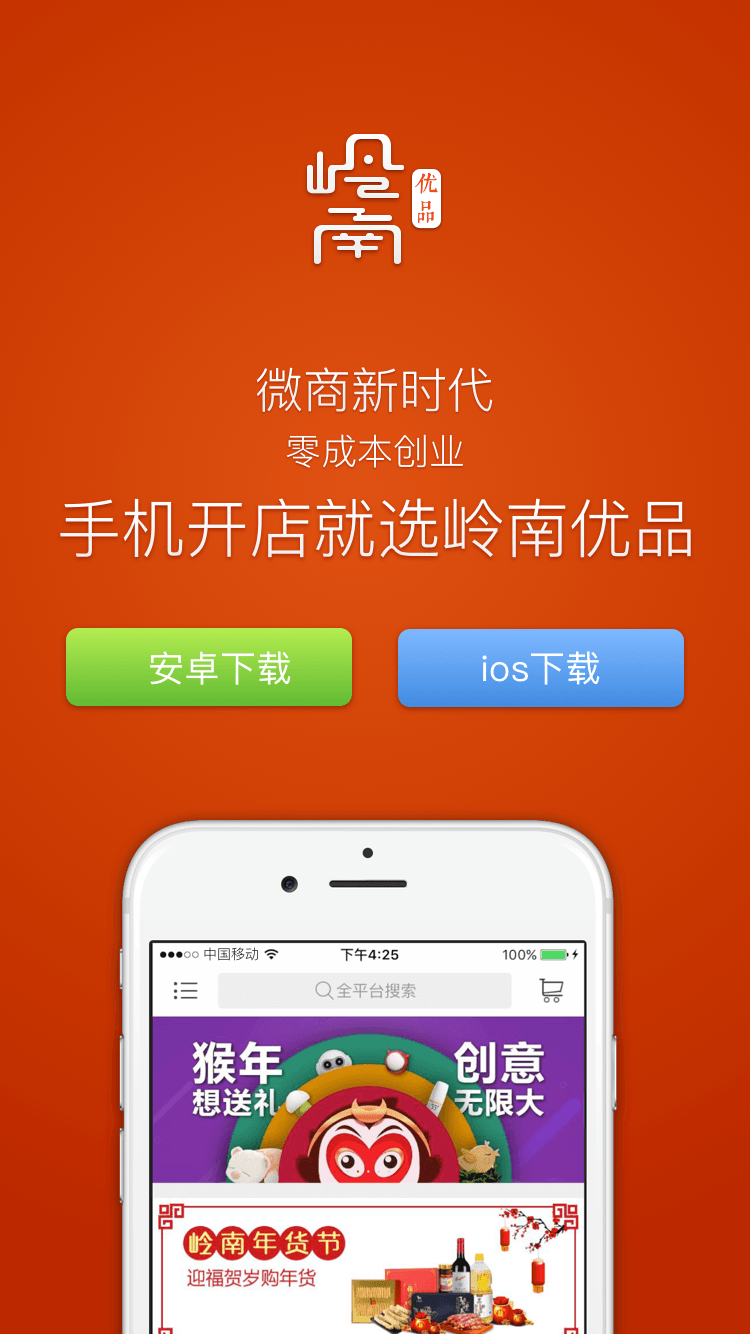 岭南
优品
微商新时代
零成本创业
手机开店就选岭南优品
安卓下载 ios下载
中国移动 下午4:25 100%
全平台搜索
猴年 创意
想送礼 无限大
岭南年货节
迎福贺岁购年货